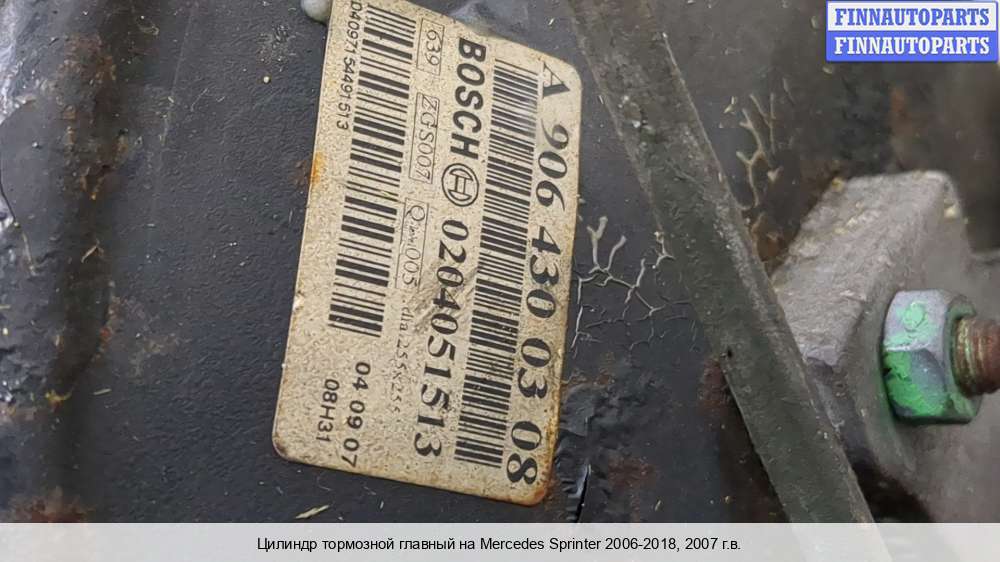 FINNAUTOPARTS
FINNAUTOPARTS
A 906 430 03 08
BOSCH 0204051513
639 ZGS007
04 09 07
08H31
Цилиндр тормозной главный на Mercedes Sprinter 2006-2018, 2007 г.в.